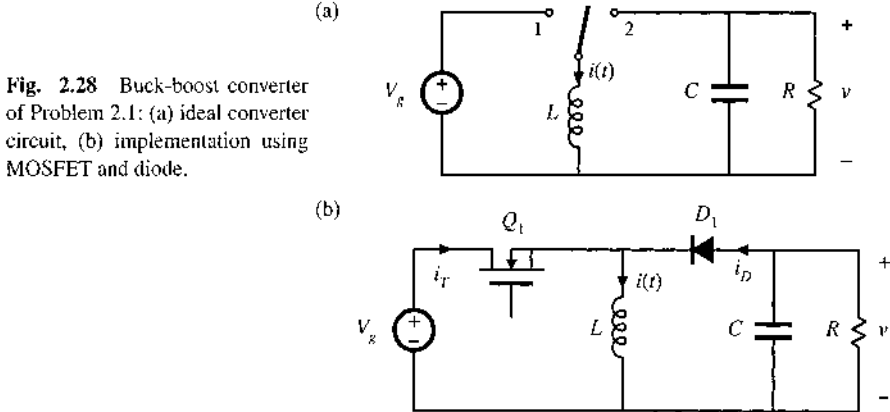 (a)
1
2
i(t)
V_g
+
−
L
C
R
+
v
−
Fig. 2.28 Buck-boost converter
of Problem 2.1: (a) ideal converter
circuit, (b) implementation using
MOSFET and diode.
(b)
Q_1
D_1
i_T
i_D
i(t)
V_g
+
−
L
C
R
+
v
−